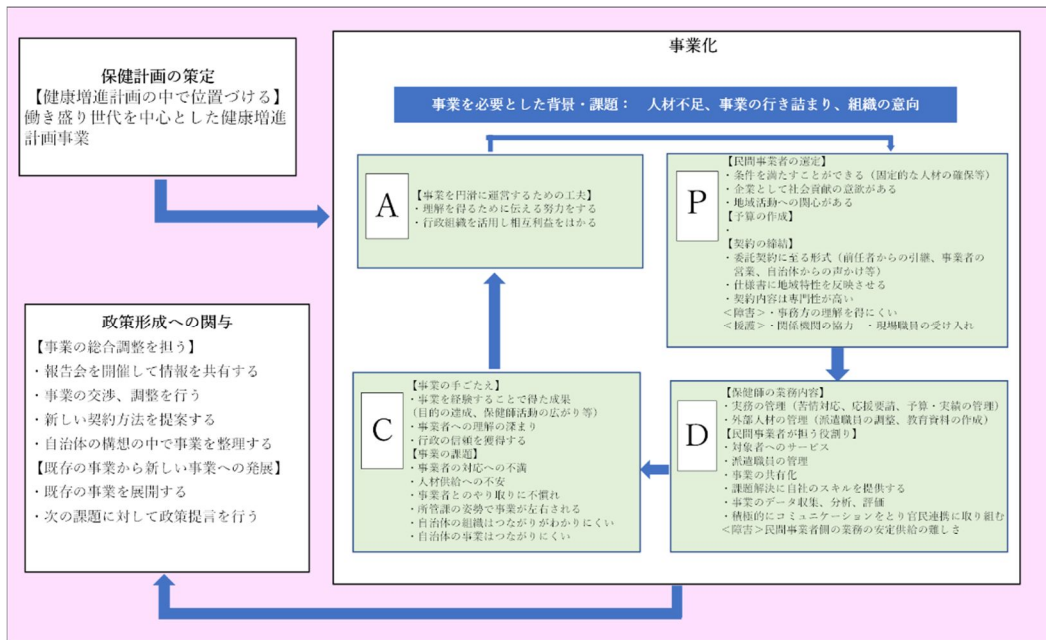 保健計画の策定
【健康増進計画の中で位置づける】
働き盛り世代を中心とした健康増進
計画事業
事業化
事業を必要とした背景・課題： 人材不足、事業の行き詰まり、組織の意向
A
【事業を円滑に運営するための工夫】
・理解を得るために伝える努力をする
・行政組織を活用し相互利益をはかる
P
【民間事業者の選定】
・条件を満たすことができる（固定的な人材の確保等）
・企業として社会貢献の意欲がある
・地域活動への関心がある
【予算の作成】
・
【契約の締結】
・委託契約に至る形式（前任者からの引継、事業者の
営業、自治体からの声かけ等）
・仕様書に地域特性を反映させる
・契約内容は専門性が高い
＜障害＞・事務方の理解を得にくい
＜援護＞・関係機関の協力 ・現場職員の受け入れ
政策形成への関与
【事業の総合調整を担う】
・報告会を開催して情報を共有する
・事業の交渉、調整を行う
・新しい契約方法を提案する
・自治体の構想の中で事業を整理する
【既存の事業から新しい事業への発展】
・既存の事業を展開する
・次の課題に対して政策提言を行う
C
【事業の手ごたえ】
・事業を経験することで得た成果
（目的の達成、保健師活動の広がり等）
・事業者への理解の深まり
・行政の信頼を獲得する
【事業の課題】
・事業者の対応への不満
・人材供給への不安
・事業者とのやり取りに不慣れ
・所管課の姿勢で事業が左右される
・自治体の組織はつながりがわかりにくい
・自治体の事業はつながりにくい
D
【保健師の業務内容】
・実務の管理（苦情対応、応援要請、予算・実績の管理）
・外部人材の管理（派遣職員の調整、教育資料の作成）
【民間事業者が担う役割り】
・対象者へのサービス
・派遣職員の管理
・事業の共有化
・課題解決に自社のスキルを提供する
・事業のデータ収集、分析、評価
・積極的にコミュニケーションをとり官民連携に取り組む
＜障害＞民間事業者側の業務の安定供給の難しさ